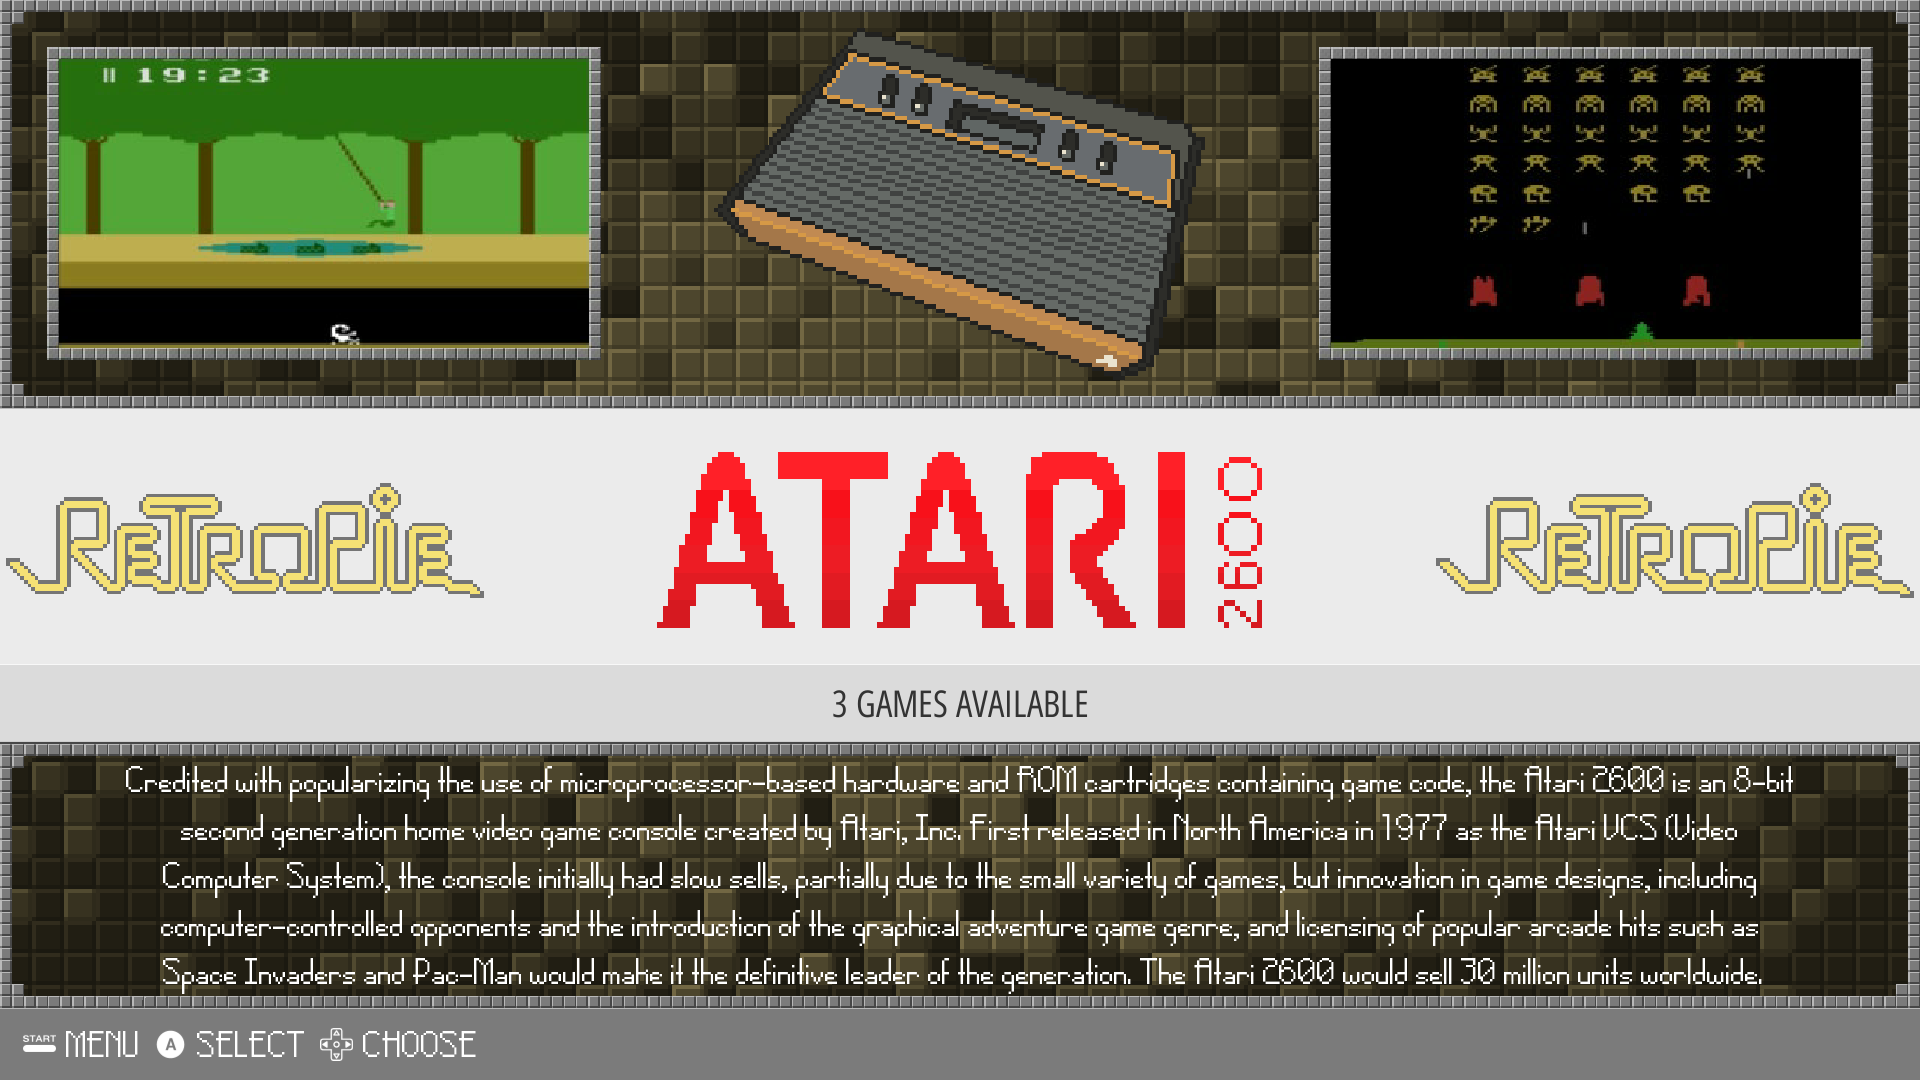 19:23
RETROPIE
ATARI 2600
RETROPIE
3 GAMES AVAILABLE
Credited with popularizing the use of microprocessor-based hardware and ROM cartridges containing game code, the Atari 2600 is an 8-bit
second generation home video game console created by Atari, Inc. First released in North America in 1977 as the Atari VCS (Video
Computer System), the console initially had slow sells, partially due to the small variety of games, but innovation in game designs, including
computer-controlled opponents and the introduction of the graphical adventure game genre, and licensing of popular arcade hits such as
Space Invaders and Pac-Man would make it the definitive leader of the generation. The Atari 2600 would sell 30 million units worldwide.
START MENU A SELECT CHOOSE